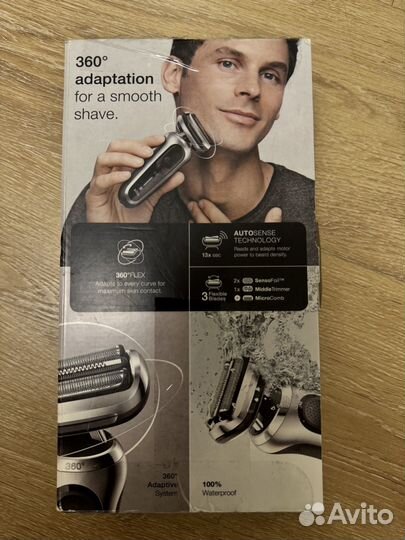 360°
adaptation
for a smooth
shave.
AUTOSENSE
TECHNOLOGY
13x sec
Reads and adapts motor
power to beard density.
360°FLEX
Adapts to every curve for
maximum skin contact.
3 Flexible
Blades
2x SensoFoil™
1x MiddleTrimmer
MicroComb
360°
360°
Adaptive
System
100%
Waterproof
Avito